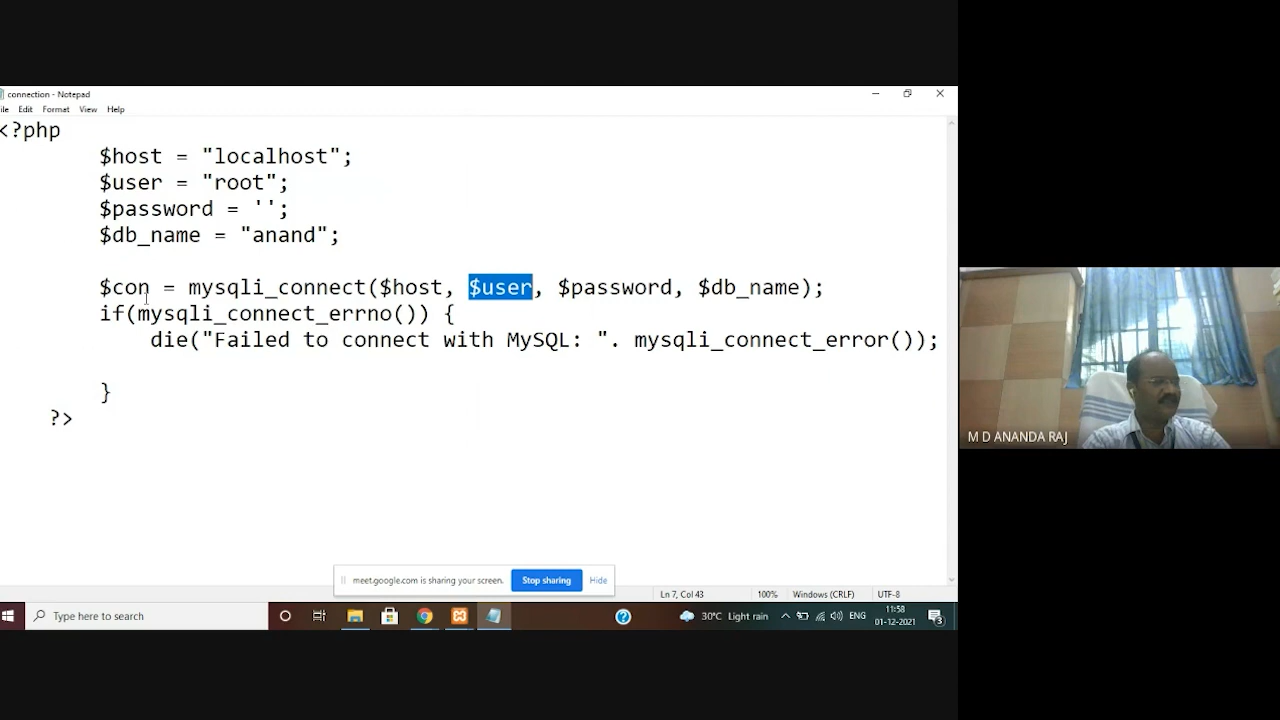 connection - Notepad
ile Edit Format View Help
<?php
$host = "localhost";
$user = "root";
$password = '';
$db_name = "anand";
$con = mysqli_connect($host, $user, $password, $db_name);
if(mysqli_connect_errno()) {
die("Failed to connect with MySQL: ". mysqli_connect_error());
}
?>
M D ANANDA RAJ
meet.google.com is sharing your screen. Stop sharing Hide
Ln 7, Col 43 100% Windows (CRLF) UTF-8
Type here to search 30°C Light rain ENG 11:58
01-12-2021 3